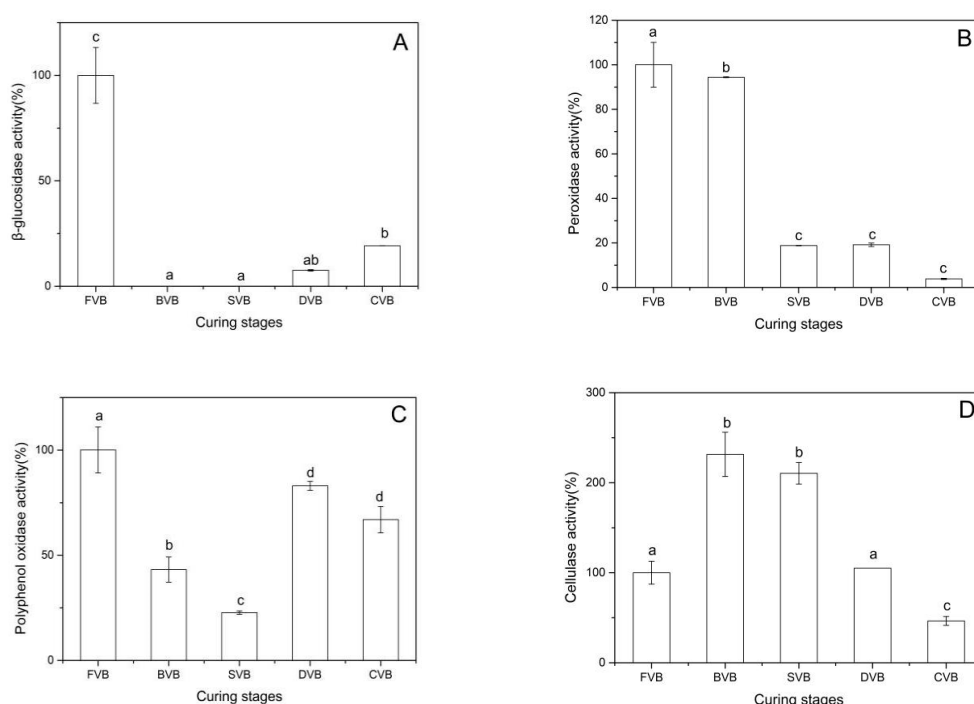 A
β-glucosidase activity(%)
100
50
0
c
a
a
ab
b
FVB
BVB
SVB
DVB
CVB
Curing stages
B
Peroxidase activity(%)
120
100
80
60
40
20
0
a
b
c
c
c
FVB
BVB
SVB
DVB
CVB
Curing stages
C
Polyphenol oxidase activity(%)
100
50
0
a
b
c
d
d
FVB
BVB
SVB
DVB
CVB
Curing stages
D
Cellulase activity(%)
300
200
100
0
a
b
b
a
c
FVB
BVB
SVB
DVB
CVB
Curing stages